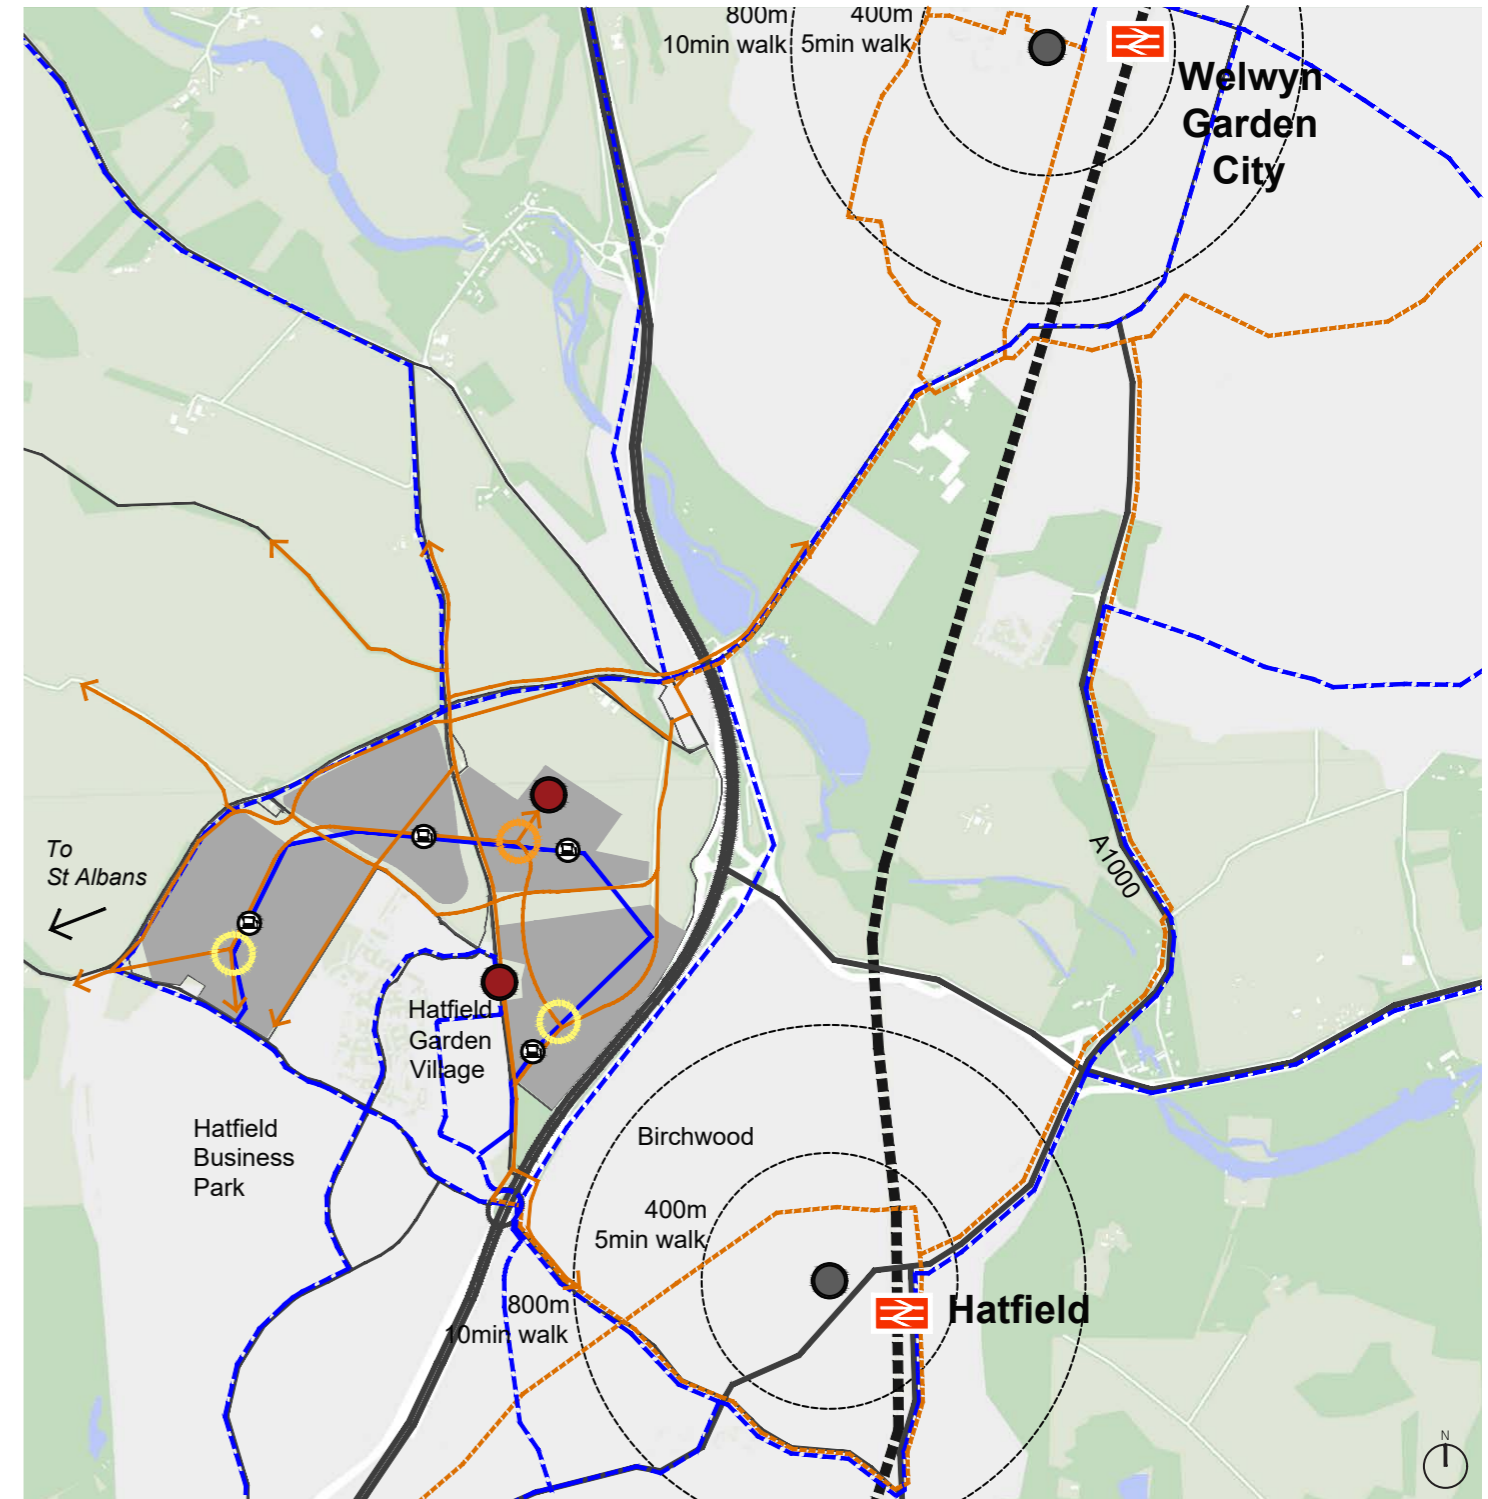 800m
10min walk
400m
5min walk
Welwyn
Garden
City
A1000
To
St Albans
Hatfield
Garden
Village
Hatfield
Business
Park
Birchwood
400m
5min walk
800m
10min walk
Hatfield
N